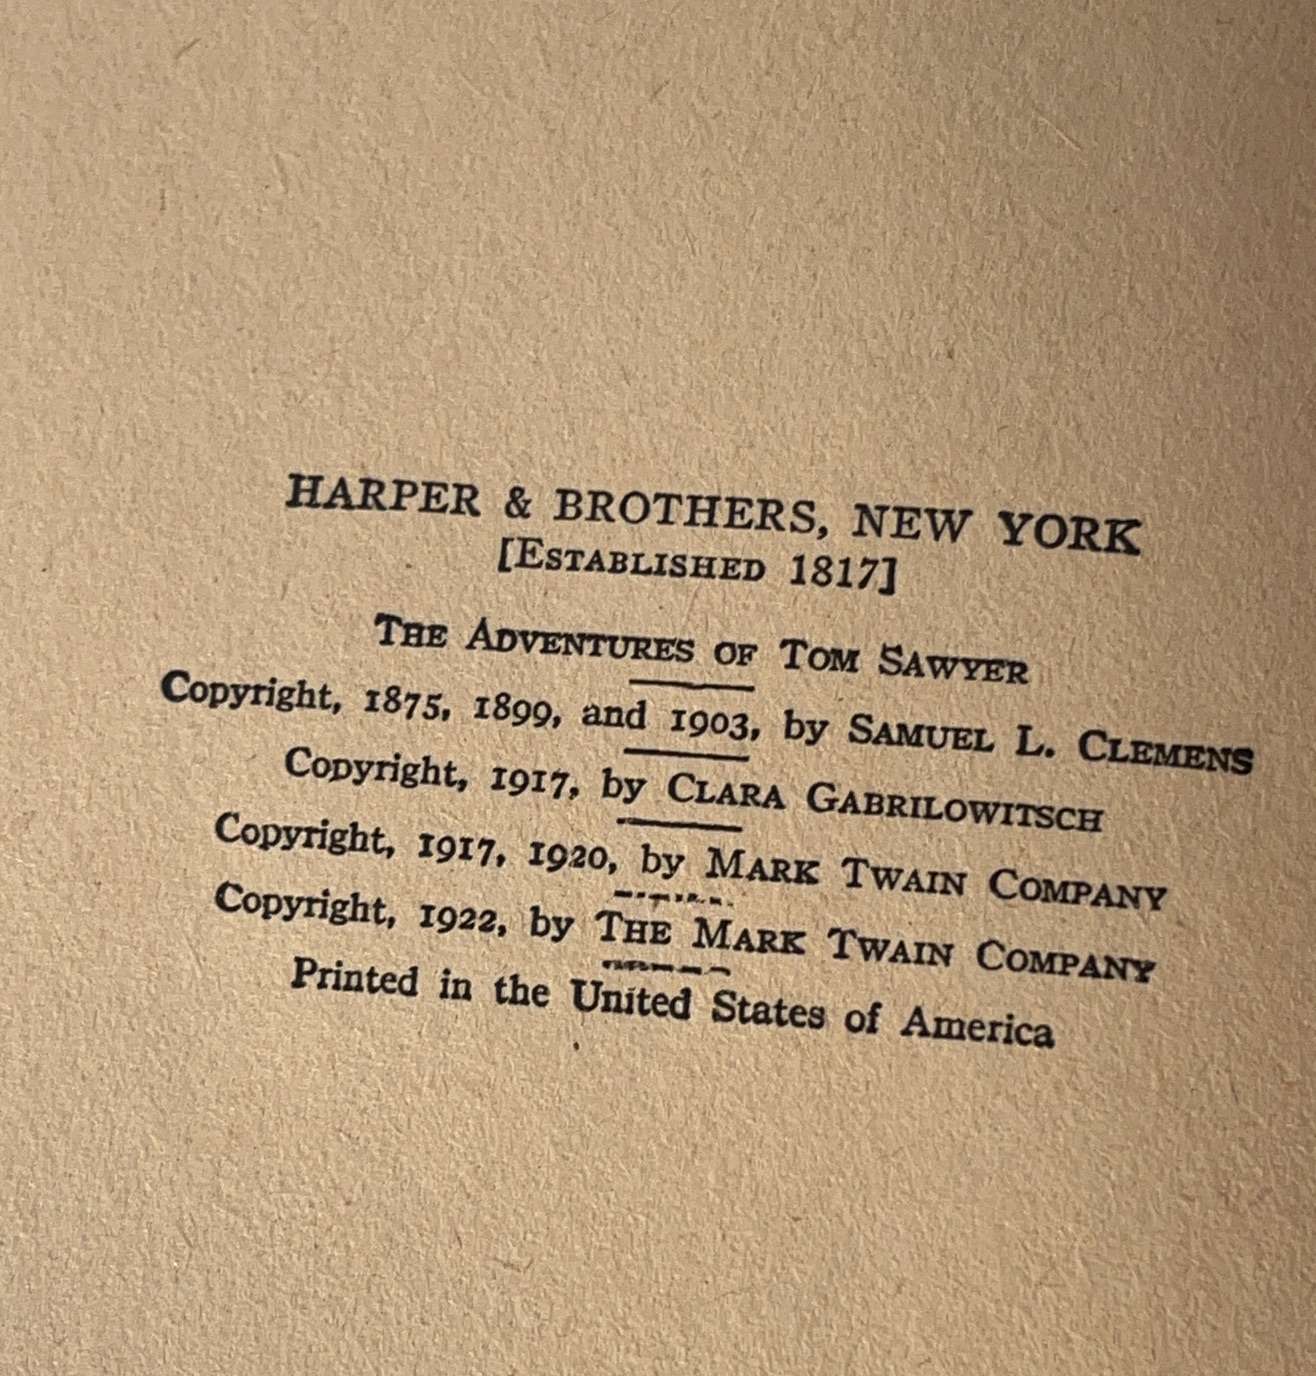 HARPER & BROTHERS, NEW YORK
[ESTABLISHED 1817]
THE ADVENTURES OF TOM SAWYER
Copyright, 1875, 1899, and 1903, by SAMUEL L. CLEMENS
Copyright, 1917, by CLARA GABRILOWITSCH
Copyright, 1917, 1920, by MARK TWAIN COMPANY
Copyright, 1922, by THE MARK TWAIN COMPANY
Printed in the United States of America